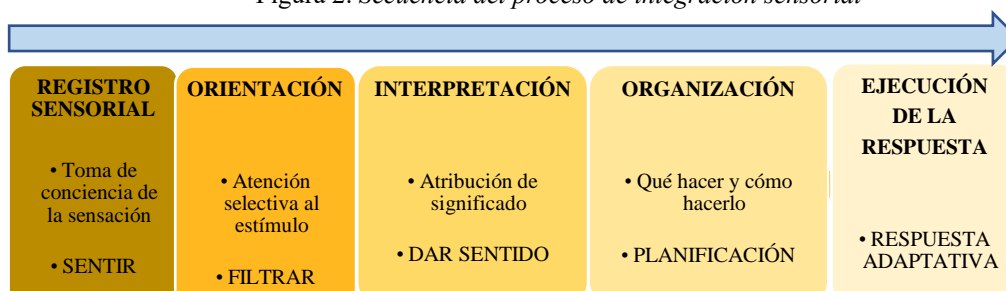 Figura 2. Secuencia del proceso de integración sensorial
REGISTRO
SENSORIAL
• Toma de
conciencia de
la sensación
• SENTIR
ORIENTACIÓN
• Atención
selectiva al
estímulo
• FILTRAR
INTERPRETACIÓN
• Atribución de
significado
• DAR SENTIDO
ORGANIZACIÓN
• Qué hacer y cómo
hacerlo
• PLANIFICACIÓN
EJECUCIÓN
DE LA
RESPUESTA
• RESPUESTA
ADAPTATIVA